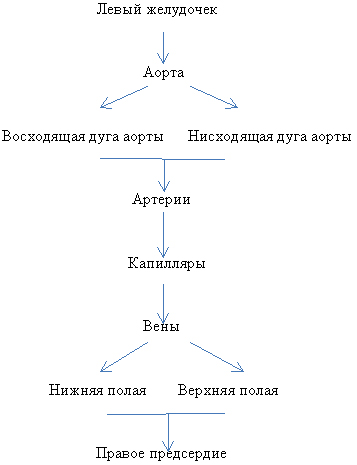 Левый желудочек
Аорта
Восходящая дуга аорты Нисходящая дуга аорты
Артерии
Капилляры
Вены
Нижняя полая Верхняя полая
Правое предсердие